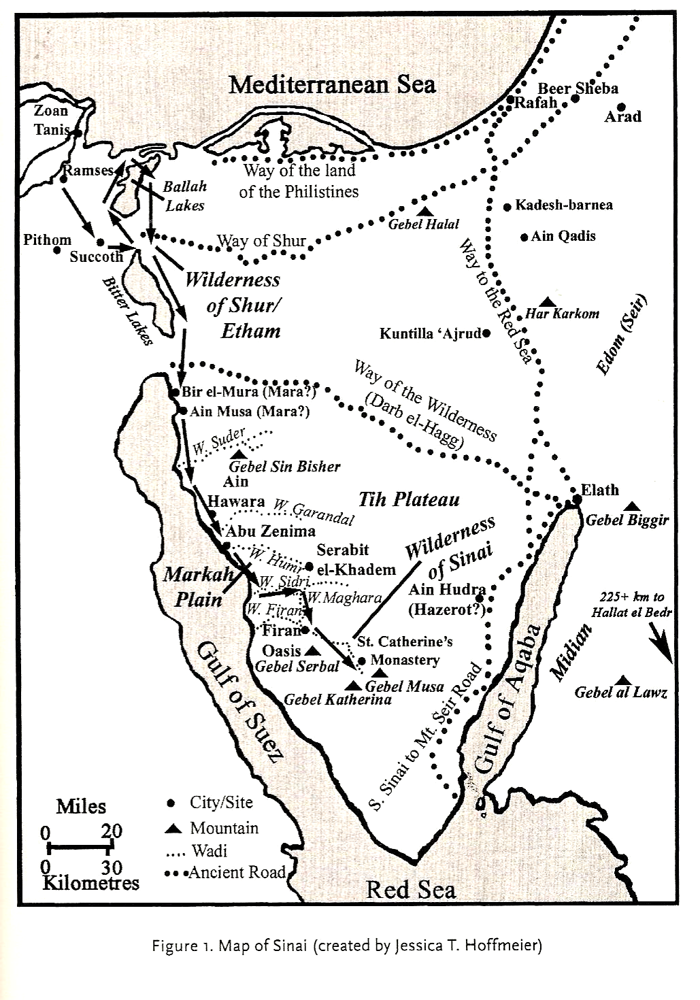 Mediterranean Sea
Zoan
Tanis
Ramses
Pithom
Succoth
Ballah
Lakes
Bitter Lakes
Way of the land
of the Philistines
Beer Sheba
Rafah
Arad
Way of Shur
Gebel Halal
Kadesh-barnea
Ain Qadis
Wilderness
of Shur/
Etham
Way to the Red Sea
Har Karkom
Edom (Seir)
Kuntilla ‘Ajrud
Way of the Wilderness
(Darb el-Hagg)
Bir el-Mura (Mara?)
Ain Musa (Mara?)
W. Suder
Gebel Sin Bisher
Ain
Hawara
W. Garandal
Tih Plateau
Elath
Gebel Biggir
Abu Zenima
W. Humr
Serabit
el-Khadem
Wilderness
of Sinai
Markah
Plain
W. Sidri
W. Maghara
Ain Hudra
(Hazerot?)
W. Firan
Firan
Oasis
Gebel Serbal
St. Catherine’s
Monastery
Gebel Musa
Gebel Katherina
225+ km to
Hallat el Bedr
Midian
Gebel al Lawz
Gulf of Suez
Gulf of Aqaba
S. Sinai to Mt. Seir Road
Miles
0 20
0 30
Kilometres
City/Site
Mountain
Wadi
Ancient Road
Red Sea
Figure 1. Map of Sinai (created by Jessica T. Hoffmeier)